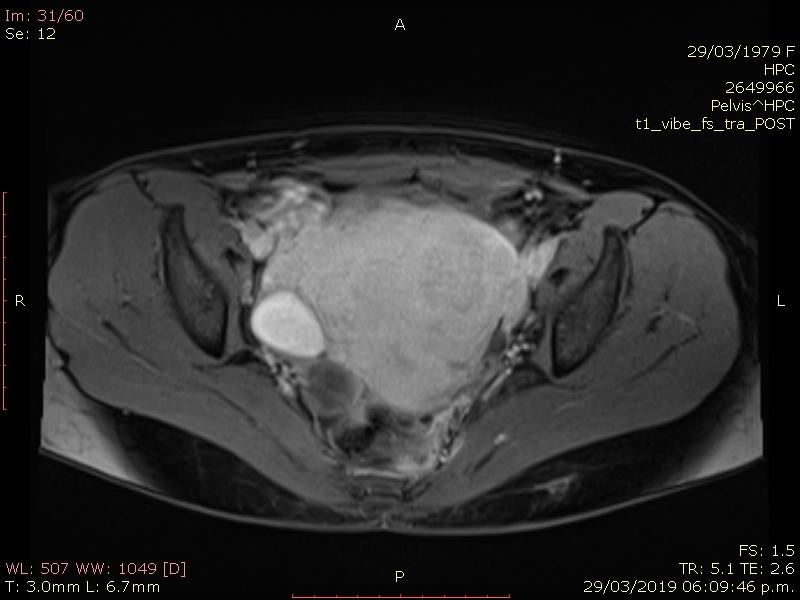 Im: 31/60
Se: 12
A
29/03/1979 F
HPC
2649966
Pelvis^HPC
t1_vibe_fs_tra_POST
R
L
WL: 507 WW: 1049 [D]
T: 3.0mm L: 6.7mm
P
FS: 1.5
TR: 5.1 TE: 2.6
29/03/2019 06:09:46 p.m.